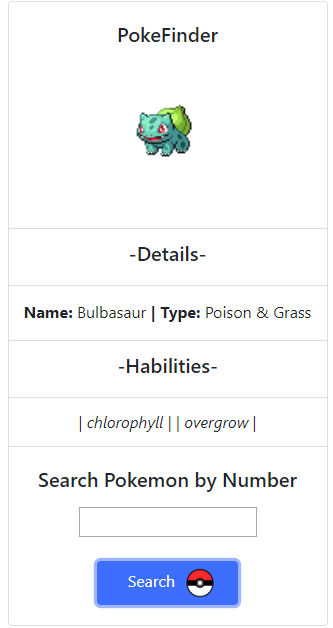 PokeFinder
-Details-
Name: Bulbasaur | Type: Poison & Grass
-Habilities-
| chlorophyll | | overgrow |
Search Pokemon by Number
Search